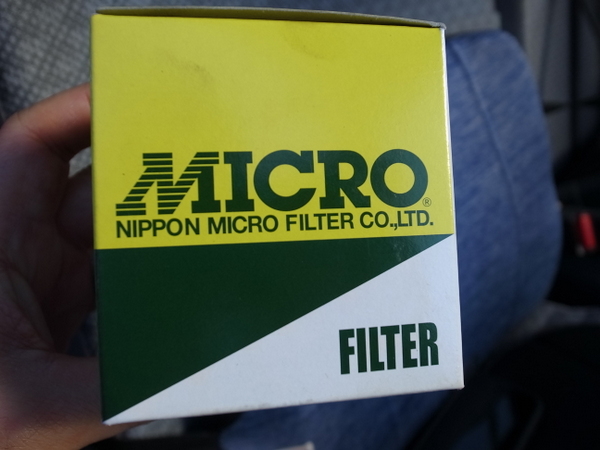 MICRO®
NIPPON MICRO FILTER CO.,LTD.
FILTER